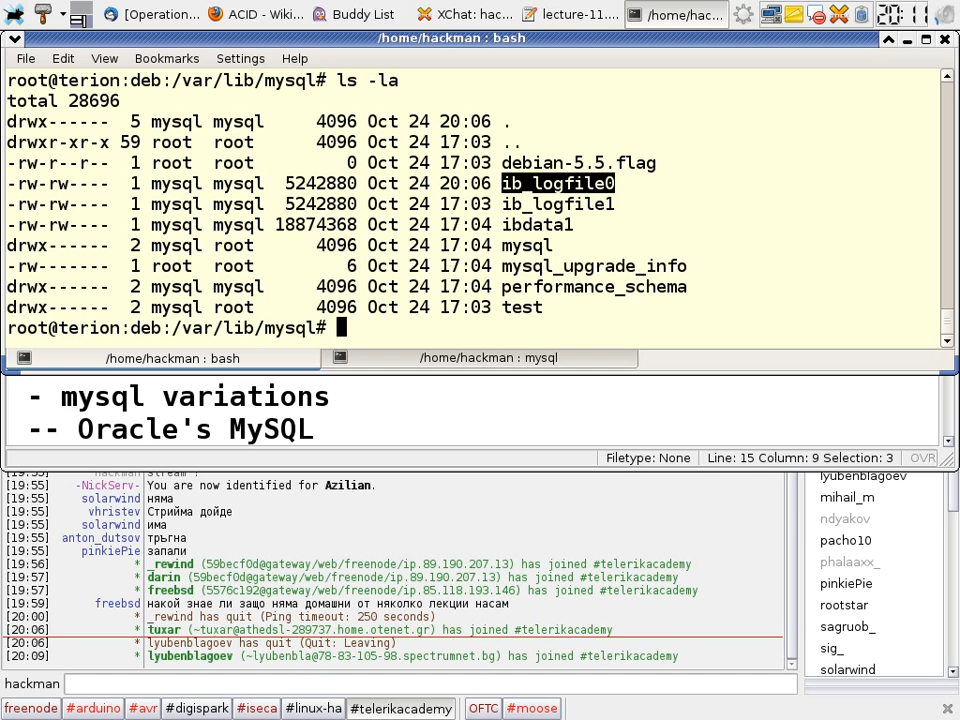 [Operation...
ACID - Wiki...
Buddy List
XChat: hac...
lecture-11....
/home/hac...
20:11
/home/hackman : bash
File Edit View Bookmarks Settings Help
root@terion:deb:/var/lib/mysql# ls -la
total 28696
drwx------ 5 mysql mysql 4096 Oct 24 20:06 .
drwxr-xr-x 59 root root 4096 Oct 24 17:03 ..
-rw-r--r-- 1 root root 0 Oct 24 17:03 debian-5.5.flag
-rw-rw---- 1 mysql mysql 5242880 Oct 24 20:06 ib_logfile0
-rw-rw---- 1 mysql mysql 5242880 Oct 24 17:03 ib_logfile1
-rw-rw---- 1 mysql mysql 18874368 Oct 24 17:04 ibdata1
drwx------ 2 mysql root 4096 Oct 24 17:04 mysql
-rw------- 1 root root 6 Oct 24 17:04 mysql_upgrade_info
drwx------ 2 mysql mysql 4096 Oct 24 17:04 performance_schema
drwx------ 2 mysql root 4096 Oct 24 17:03 test
root@terion:deb:/var/lib/mysql#
/home/hackman : bash
/home/hackman : mysql
- mysql variations
-- Oracle's MySQL
Filetype: None Line: 15 Column: 9 Selection: 3 OVR
[19:55] hackman stream ?
[19:55] -NickServ- You are now identified for Azilian.
[19:55] solarwind няма
[19:55] vhristev Стрийма дойде
[19:55] solarwind има
[19:55] anton_dutsov тръгна
[19:55] pinkiePie запали
[19:56] * _rewind (59becf0d@gateway/web/freenode/ip.89.190.207.13) has joined #telerikacademy
[19:57] * darin (59becf0d@gateway/web/freenode/ip.89.190.207.13) has joined #telerikacademy
[19:57] * freebsd (5576c192@gateway/web/freenode/ip.85.118.193.146) has joined #telerikacademy
[19:59] freebsd накой знае ли защо няма домашни от няколко лекции насам
[20:00] * _rewind has quit (Ping timeout: 250 seconds)
[20:06] * tuxar (~tuxar@athedsl-289737.home.otenet.gr) has joined #telerikacademy
[20:06] * lyubenblagoev has quit (Quit: Leaving)
[20:09] * lyubenblagoev (~lyubenbla@78-83-105-98.spectrumnet.bg) has joined #telerikacademy
lyubenblagoev
mihail_m
ndyakov
pacho10
phalaaxx_
pinkiePie
rootstar
sagruob_
sig_
solarwind
hackman
freenode #arduino #avr #digispark #iseca #linux-ha #telerikacademy OFTC #moose